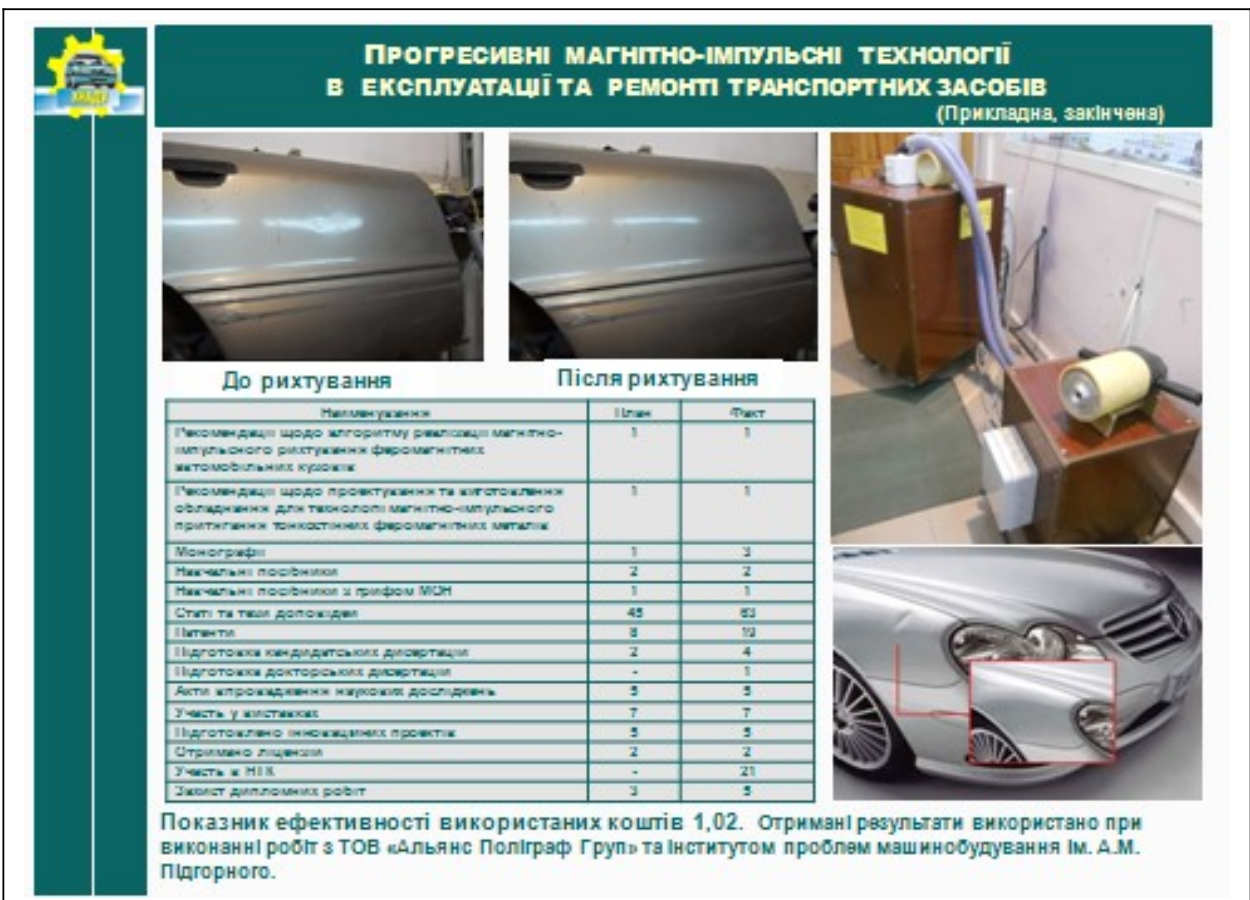 ХНАДУ
ПРОГРЕСИВНІ МАГНІТНО-ІМПУЛЬСНІ ТЕХНОЛОГІЇ
В ЕКСПЛУАТАЦІЇ ТА РЕМОНТІ ТРАНСПОРТНИХ ЗАСОБІВ
(Прикладна, закінчена)
До рихтування
Після рихтування
Найменування План Факт
Рекомендації щодо алгоритму реалізації магнітно- 1 1
імпульсного рихтування феромагнітних
автомобільних кузовів
Рекомендації щодо проектування та виготовлення 1 1
обладнання для технології магнітно-імпульсного
притягання тонкостінних феромагнітних металів
Монографії 1 3
Навчальні посібники 2 2
Навчальні посібники з грифом МОН 1 1
Статі та тези доповідей 45 63
Патенти 8
Підготовка кандидатських дисертацій 2 4
Підготовка докторських дисертацій - 1
Акти впровадження наукових досліджень 5 5
Участь у виставках 7 7
Підготовлено інноваційних проектів 5 5
Отримано ліцензій 2 2
Участь в НТК - 21
Захист дипломних робіт 3 5
Показник ефективності використаних коштів 1,02. Отримані результати використано при
виконанні робіт з ТОВ «Альянс Поліграф Груп» та Інститутом проблем машинобудування ім. А.М.
Підгорного.